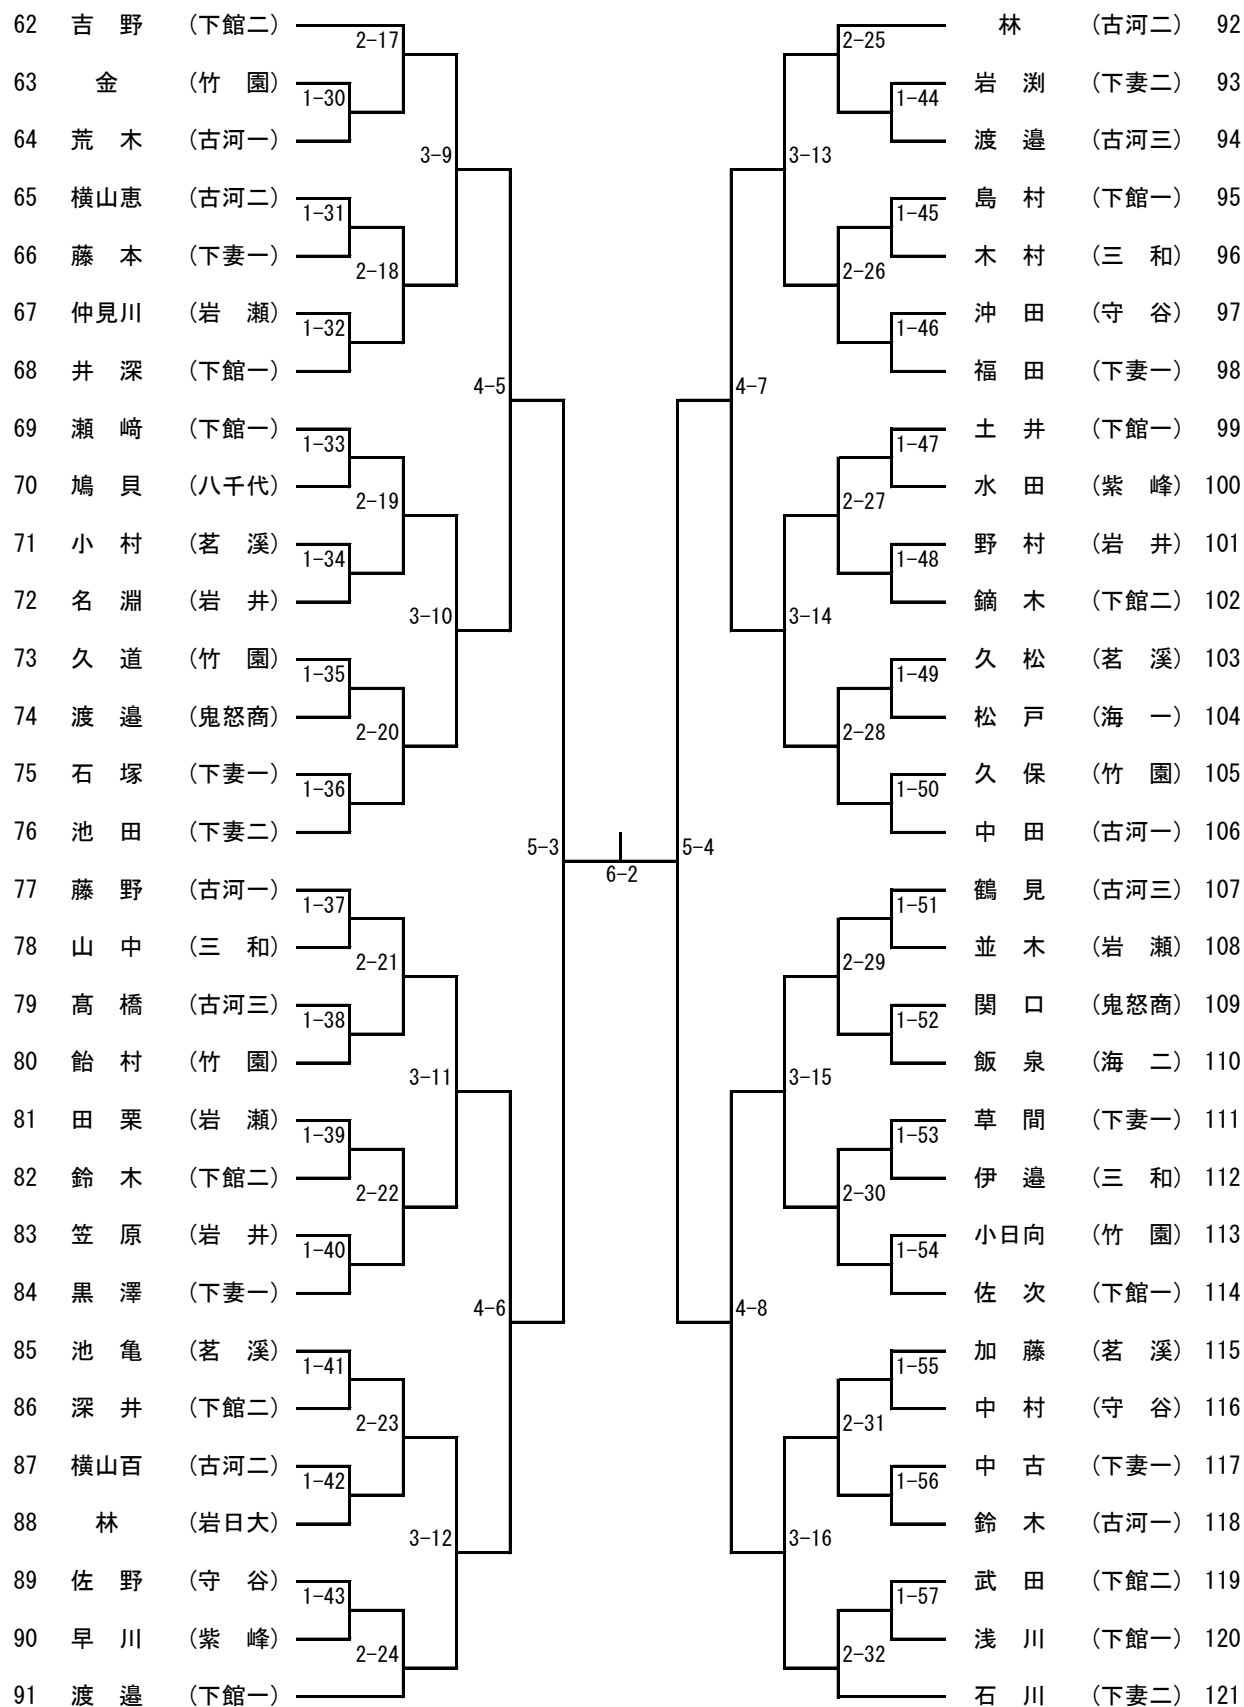 62 吉 野 （下館二）
2-17
63 金 （竹 園）
1-30
64 荒 木 （古河一）
3-9
65 横山恵 （古河二）
1-31
66 藤 本 （下妻一）
2-18
67 仲見川 （岩 瀬）
1-32
68 井 深 （下館一）
4-5
69 瀬 﨑 （下館一）
1-33
70 鳩 貝 （八千代）
2-19
71 小 村 （茗 溪）
1-34
72 名 淵 （岩 井）
3-10
73 久 道 （竹 園）
1-35
74 渡 邉 （鬼怒商）
2-20
75 石 塚 （下妻一）
1-36
76 池 田 （下妻二）
5-3
77 藤 野 （古河一）
1-37
78 山 中 （三 和）
2-21
79 髙 橋 （古河三）
1-38
80 飴 村 （竹 園）
3-11
81 田 栗 （岩 瀬）
1-39
82 鈴 木 （下館二）
2-22
83 笠 原 （岩 井）
1-40
84 黒 澤 （下妻一）
4-6
85 池 亀 （茗 溪）
1-41
86 深 井 （下館二）
2-23
87 横山百 （古河二）
1-42
88 林 （岩日大）
3-12
89 佐 野 （守 谷）
1-43
90 早 川 （紫 峰）
2-24
91 渡 邉 （下館一）
6-2
林 （古河二） 92
2-25
岩 渕 （下妻二） 93
1-44
渡 邉 （古河三） 94
3-13
島 村 （下館一） 95
1-45
木 村 （三 和） 96
2-26
沖 田 （守 谷） 97
1-46
福 田 （下妻一） 98
4-7
土 井 （下館一） 99
1-47
水 田 （紫 峰） 100
2-27
野 村 （岩 井） 101
1-48
鏑 木 （下館二） 102
3-14
久 松 （茗 溪） 103
1-49
松 戸 （海 一） 104
2-28
久 保 （竹 園） 105
1-50
中 田 （古河一） 106
5-4
鶴 見 （古河三） 107
1-51
並 木 （岩 瀬） 108
2-29
関 口 （鬼怒商） 109
1-52
飯 泉 （海 二） 110
3-15
草 間 （下妻一） 111
1-53
伊 邉 （三 和） 112
2-30
小日向 （竹 園） 113
1-54
佐 次 （下館一） 114
4-8
加 藤 （茗 溪） 115
1-55
中 村 （守 谷） 116
2-31
中 古 （下妻一） 117
1-56
鈴 木 （古河一） 118
3-16
武 田 （下館二） 119
1-57
浅 川 （下館一） 120
2-32
石 川 （下妻二） 121